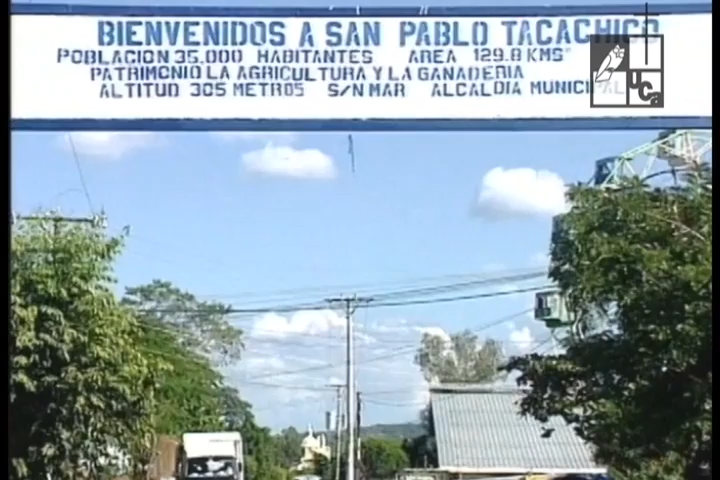 BIENVENIDOS A SAN PABLO TACACHICO
POBLACION 35.000 HABITANTES AREA 129.8 KMS²
PATRIMONIO LA AGRICULTURA Y LA GANADERIA
ALTITUD 305 METROS S/N MAR ALCALDIA MUNICIPAL
UCA